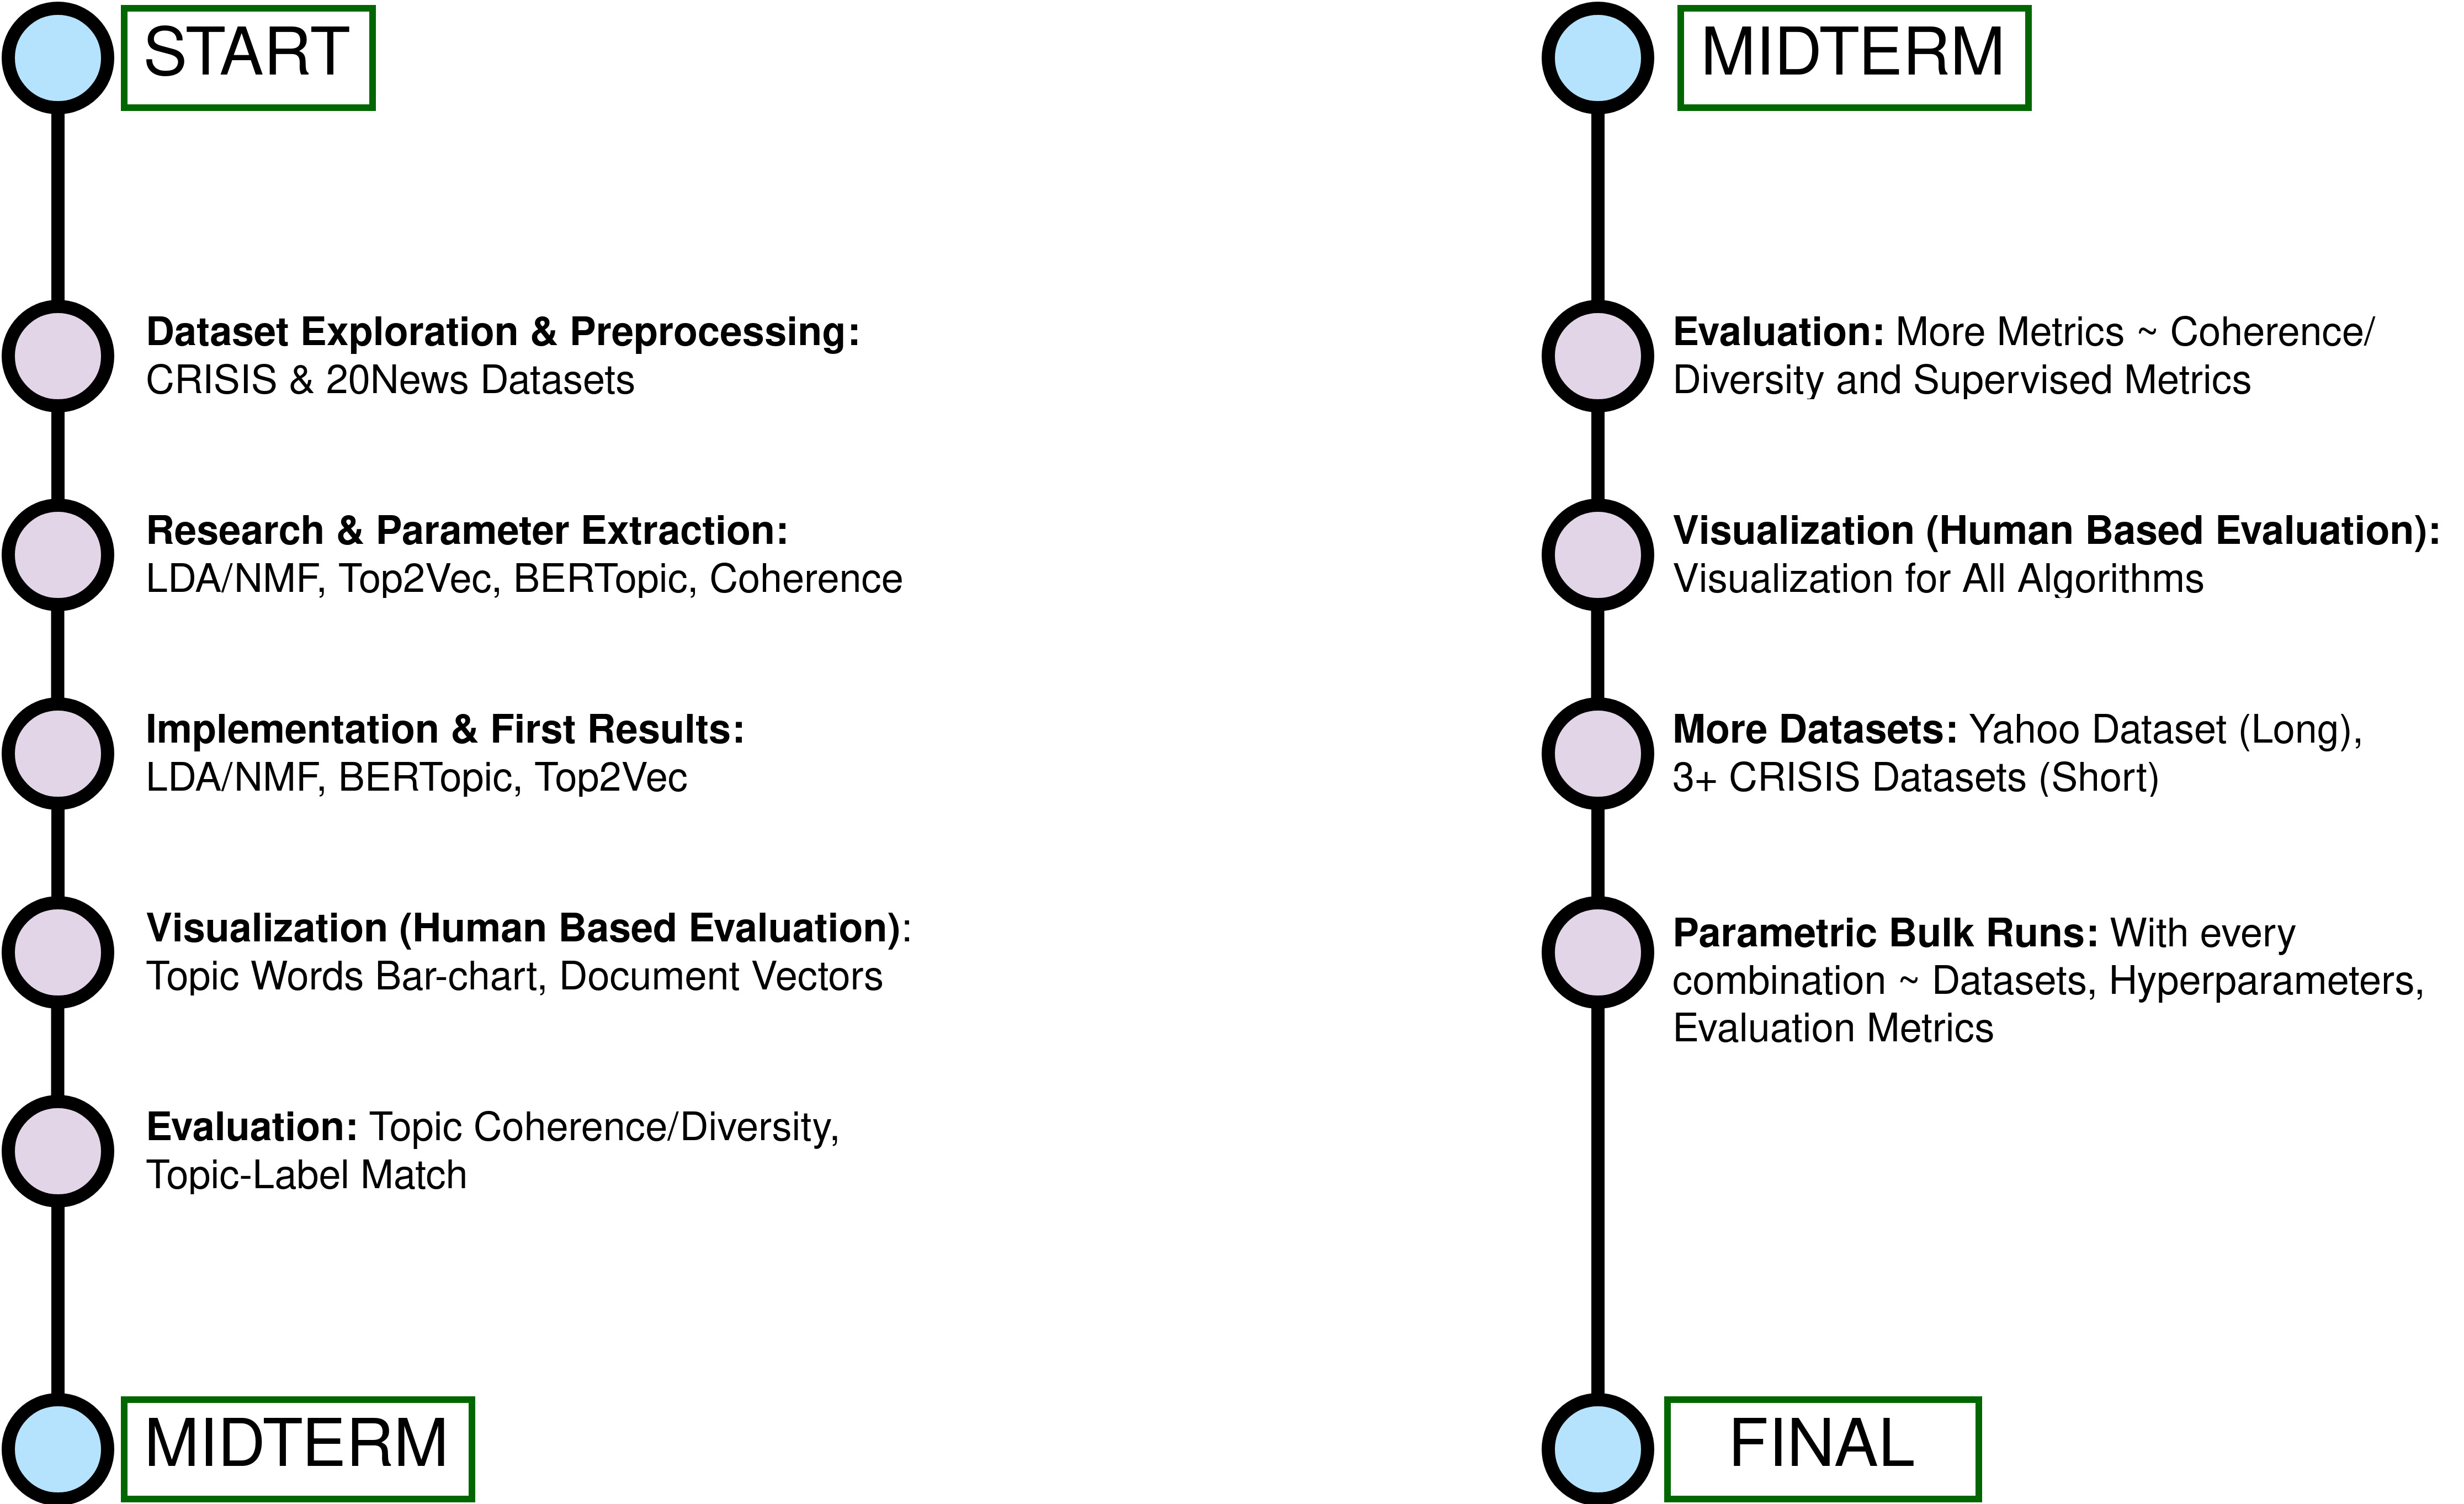 START
Dataset Exploration & Preprocessing:
CRISIS & 20News Datasets
Research & Parameter Extraction:
LDA/NMF, Top2Vec, BERTopic, Coherence
Implementation & First Results:
LDA/NMF, BERTopic, Top2Vec
Visualization (Human Based Evaluation):
Topic Words Bar-chart, Document Vectors
Evaluation: Topic Coherence/Diversity,
Topic-Label Match
MIDTERM
MIDTERM
Evaluation: More Metrics ~ Coherence/
Diversity and Supervised Metrics
Visualization (Human Based Evaluation):
Visualization for All Algorithms
More Datasets: Yahoo Dataset (Long),
3+ CRISIS Datasets (Short)
Parametric Bulk Runs: With every
combination ~ Datasets, Hyperparameters,
Evaluation Metrics
FINAL